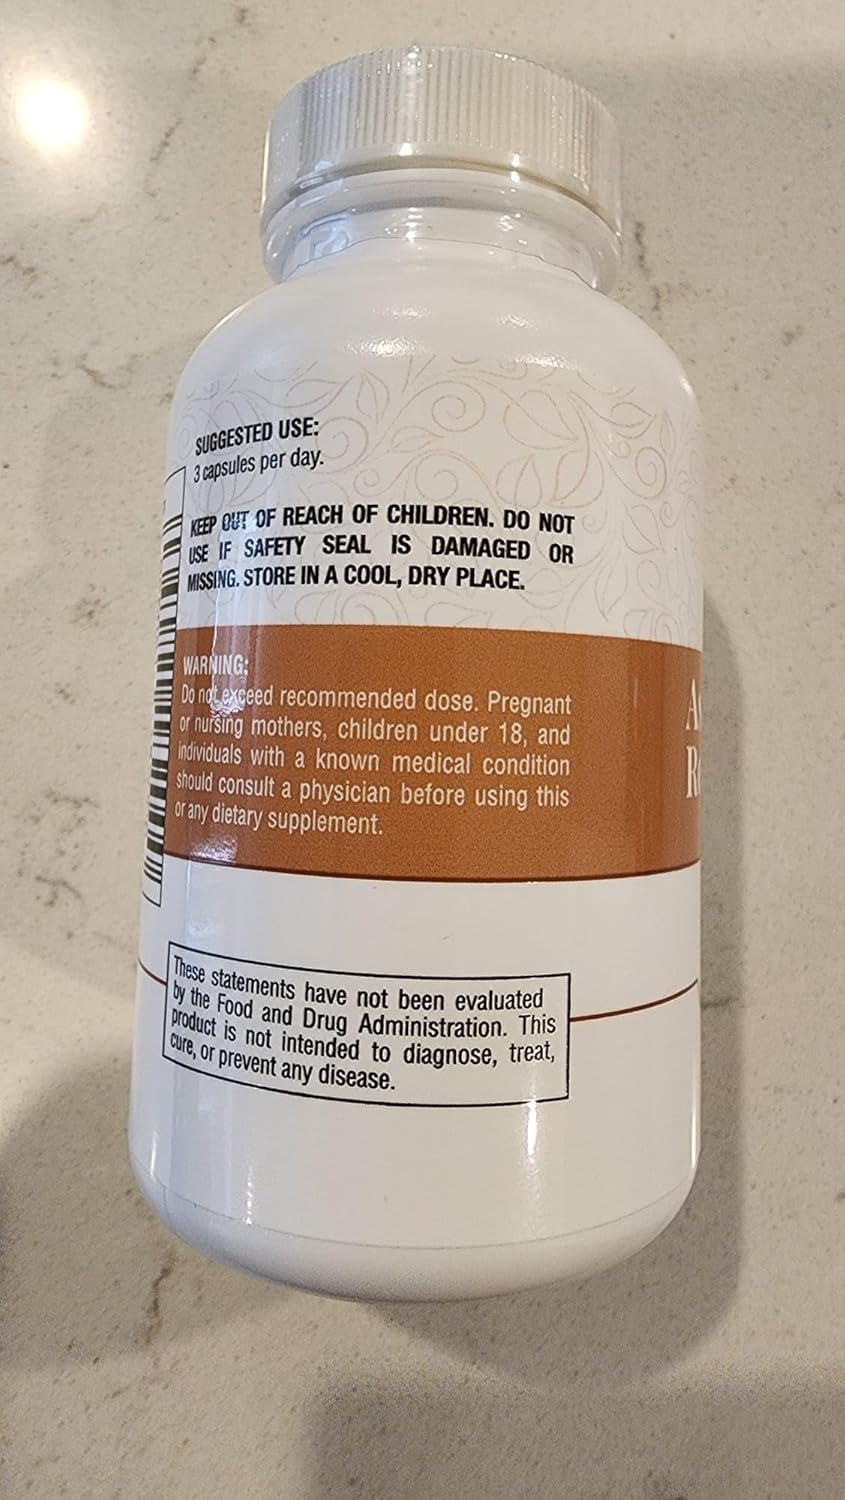 SUGGESTED USE:
3 capsules per day.
KEEP OUT OF REACH OF CHILDREN. DO NOT
USE IF SAFETY SEAL IS DAMAGED OR
MISSING. STORE IN A COOL, DRY PLACE.
WARNING:
Do not exceed recommended dose. Pregnant
or nursing mothers, children under 18, and
individuals with a known medical condition
should consult a physician before using this
or any dietary supplement.
These statements have not been evaluated
by the Food and Drug Administration. This
product is not intended to diagnose, treat,
cure, or prevent any disease.